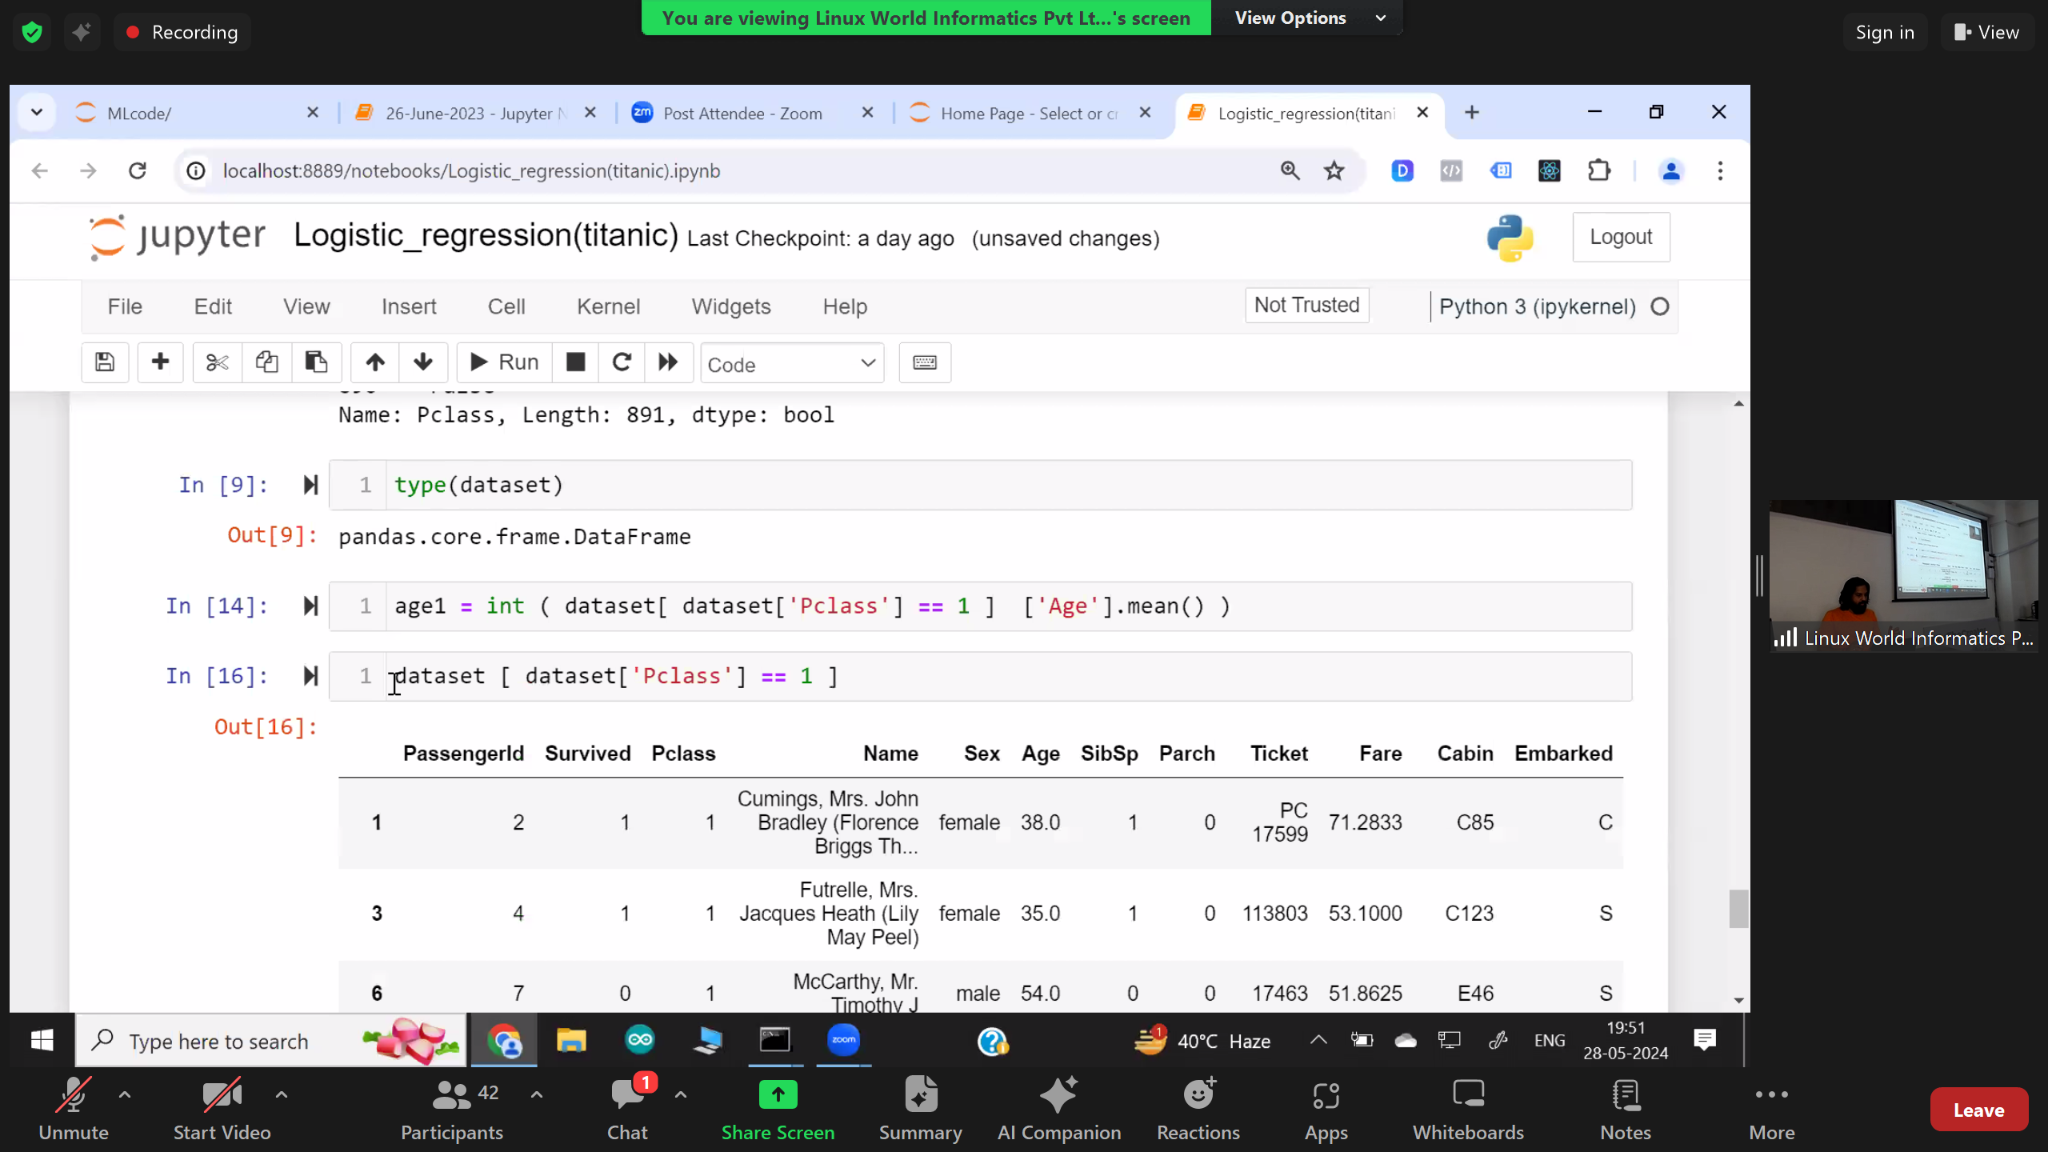 You are viewing Linux World Informatics Pvt Lt...'s screen
View Options
Recording
Sign in
View
MLcode/
26-June-2023 - Jupyter N
Post Attendee - Zoom
Home Page - Select or cr
Logistic_regression(titani
localhost:8889/notebooks/Logistic_regression(titanic).ipynb
jupyter
Logistic_regression(titanic) Last Checkpoint: a day ago (unsaved changes)
Logout
File Edit View Insert Cell Kernel Widgets Help
Not Trusted
Python 3 (ipykernel)
Run
Code
Name: Pclass, Length: 891, dtype: bool
In [9]:
1 type(dataset)
Out[9]: pandas.core.frame.DataFrame
In [14]:
1 age1 = int ( dataset[ dataset['Pclass'] == 1 ] ['Age'].mean() )
In [16]:
1 dataset [ dataset['Pclass'] == 1 ]
Out[16]:
PassengerId Survived Pclass Name Sex Age SibSp Parch Ticket Fare Cabin Embarked
1 2 1 1 Cumings, Mrs. John Bradley (Florence Briggs Th... female 38.0 1 0 PC 17599 71.2833 C85 C
3 4 1 1 Futrelle, Mrs. Jacques Heath (Lily May Peel) female 35.0 1 0 113803 53.1000 C123 S
6 7 0 1 McCarthy, Mr. Timothy J male 54.0 0 0 17463 51.8625 E46 S
Linux World Informatics P...
Type here to search
zoom
1
40°C Haze
ENG
19:51
28-05-2024
Unmute
Start Video
42
Participants
1
Chat
Share Screen
Summary
AI Companion
Reactions
Apps
Whiteboards
Notes
More
Leave